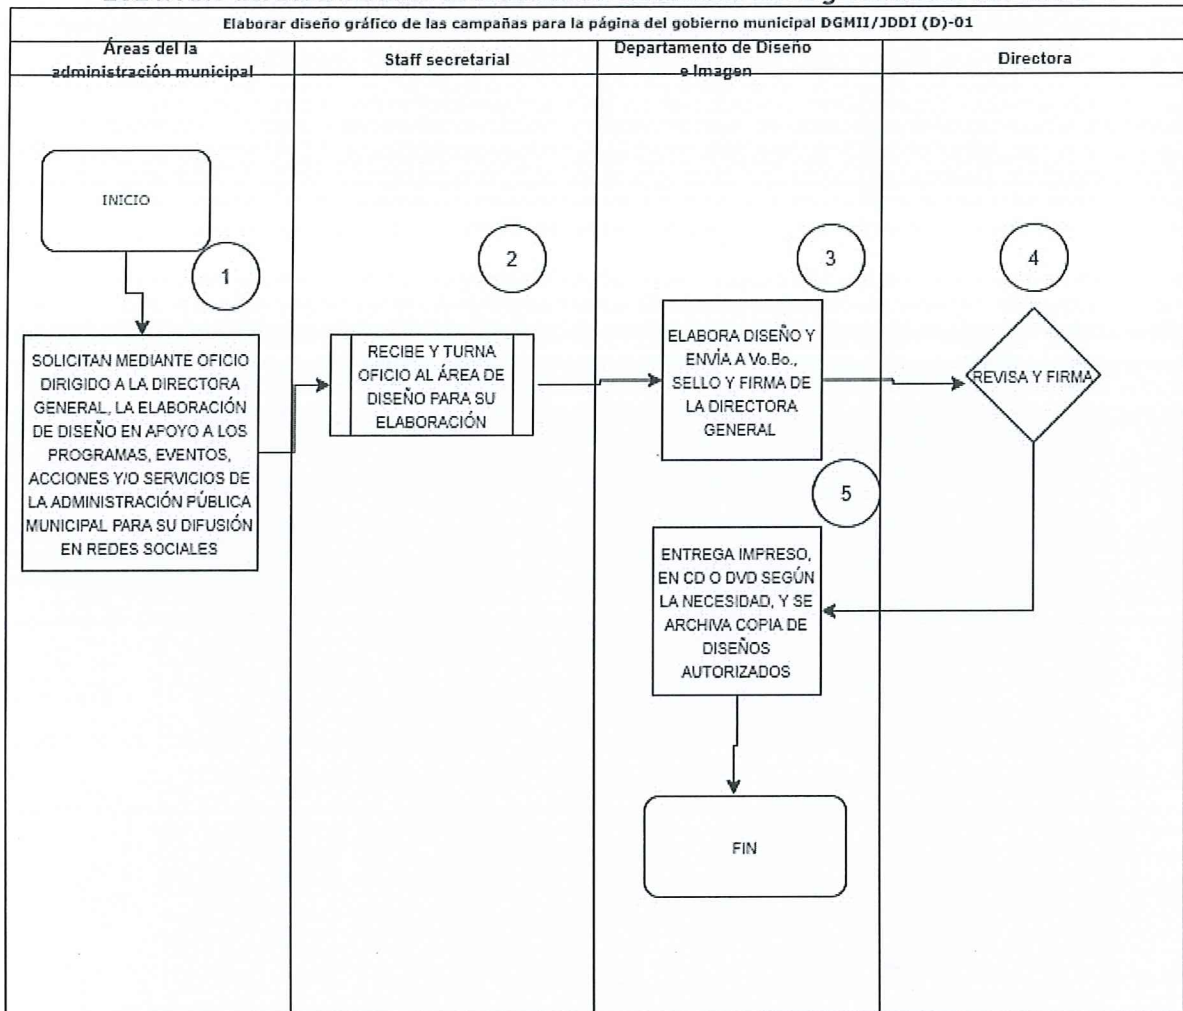 Elaborar diseño gráfico de las campañas para la página del gobierno municipal DGMII/JDDI (D)-01
Áreas del la
administración municipal
Staff secretarial
Departamento de Diseño
e Imagen
Directora
INICIO
1
SOLICITAN MEDIANTE OFICIO
DIRIGIDO A LA DIRECTORA
GENERAL, LA ELABORACIÓN
DE DISEÑO EN APOYO A LOS
PROGRAMAS, EVENTOS,
ACCIONES Y/O SERVICIOS DE
LA ADMINISTRACIÓN PÚBLICA
MUNICIPAL PARA SU DIFUSIÓN
EN REDES SOCIALES
2
RECIBE Y TURNA
OFICIO AL ÁREA DE
DISEÑO PARA SU
ELABORACIÓN
3
ELABORA DISEÑO Y
ENVÍA A Vo.Bo.,
SELLO Y FIRMA DE
LA DIRECTORA
GENERAL
4
REVISA Y FIRMA
5
ENTREGA IMPRESO,
EN CD O DVD SEGÚN
LA NECESIDAD, Y SE
ARCHIVA COPIA DE
DISEÑOS
AUTORIZADOS
FIN